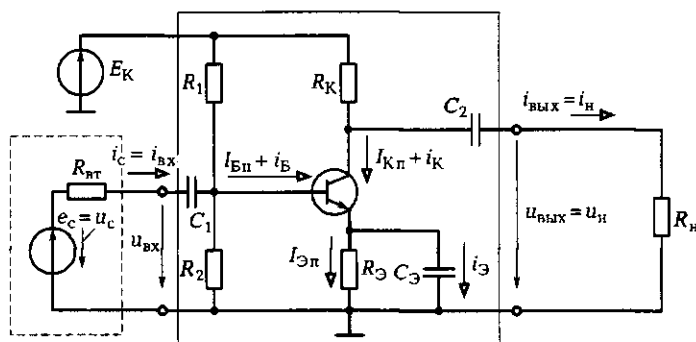 E_К
R_1
R_К
C_2
i_вых = i_н
i_с = i_вх
I_Бп + i_Б
I_Кп + i_К
R_вт
e_с = u_с
C_1
u_вх
u_вых = u_н
R_н
R_2
I_Эп
R_Э
C_Э
i_Э